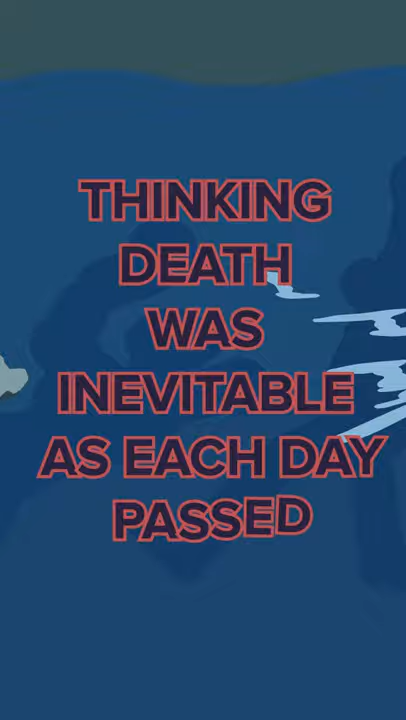 THINKING
DEATH
WAS
INEVITABLE
AS EACH DAY
PASSED